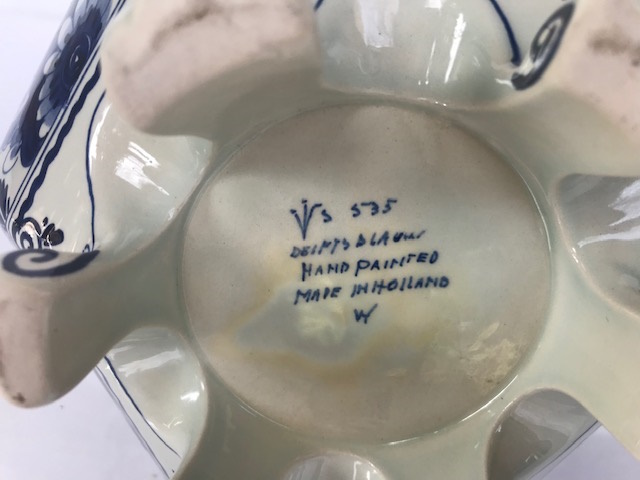 535
DELFTS BLAUW
HAND PAINTED
MADE IN HOLLAND
W